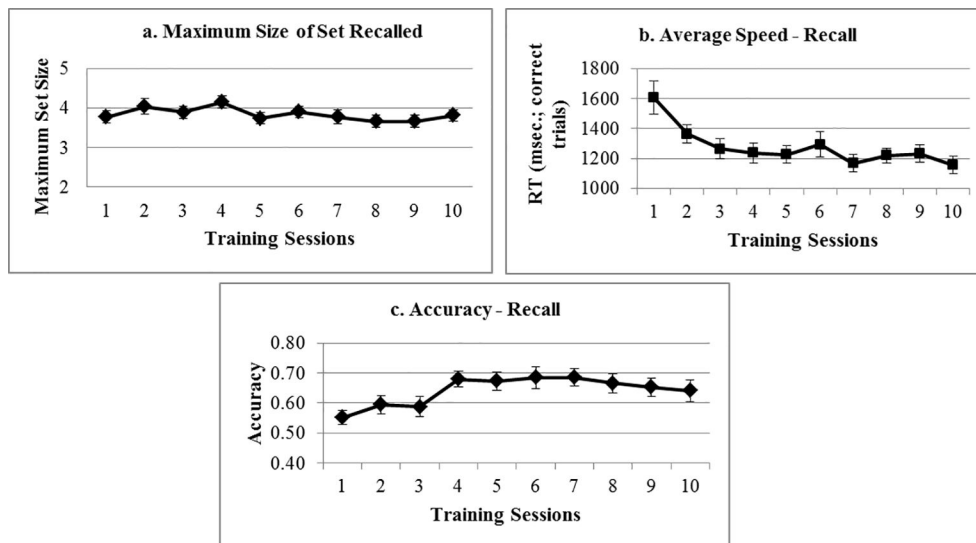 a. Maximum Size of Set Recalled
5
4
3
2
Maximum Set Size
1 2 3 4 5 6 7 8 9 10
Training Sessions
b. Average Speed - Recall
1800
1600
1400
1200
1000
RT (msec.; correct
trials)
1 2 3 4 5 6 7 8 9 10
Training Sessions
c. Accuracy - Recall
0.80
0.70
0.60
0.50
0.40
Accuracy
1 2 3 4 5 6 7 8 9 10
Training Sessions